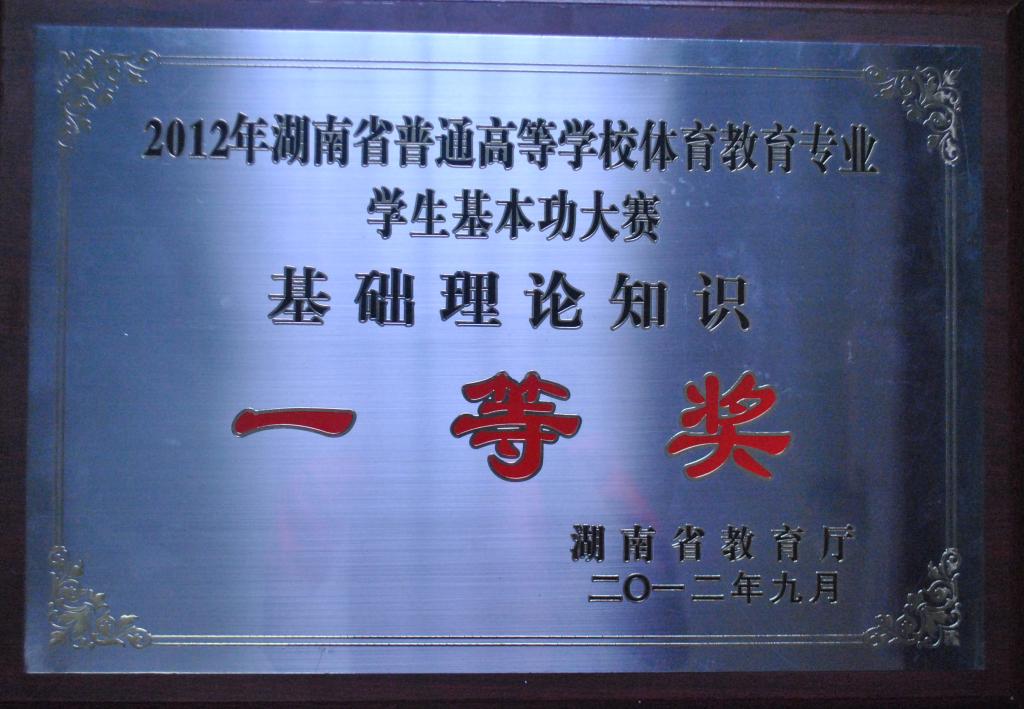 2012年湖南省普通高等学校体育教育专业
学生基本功大赛
基础理论知识
一等奖
湖南省教育厅
二〇一二年九月